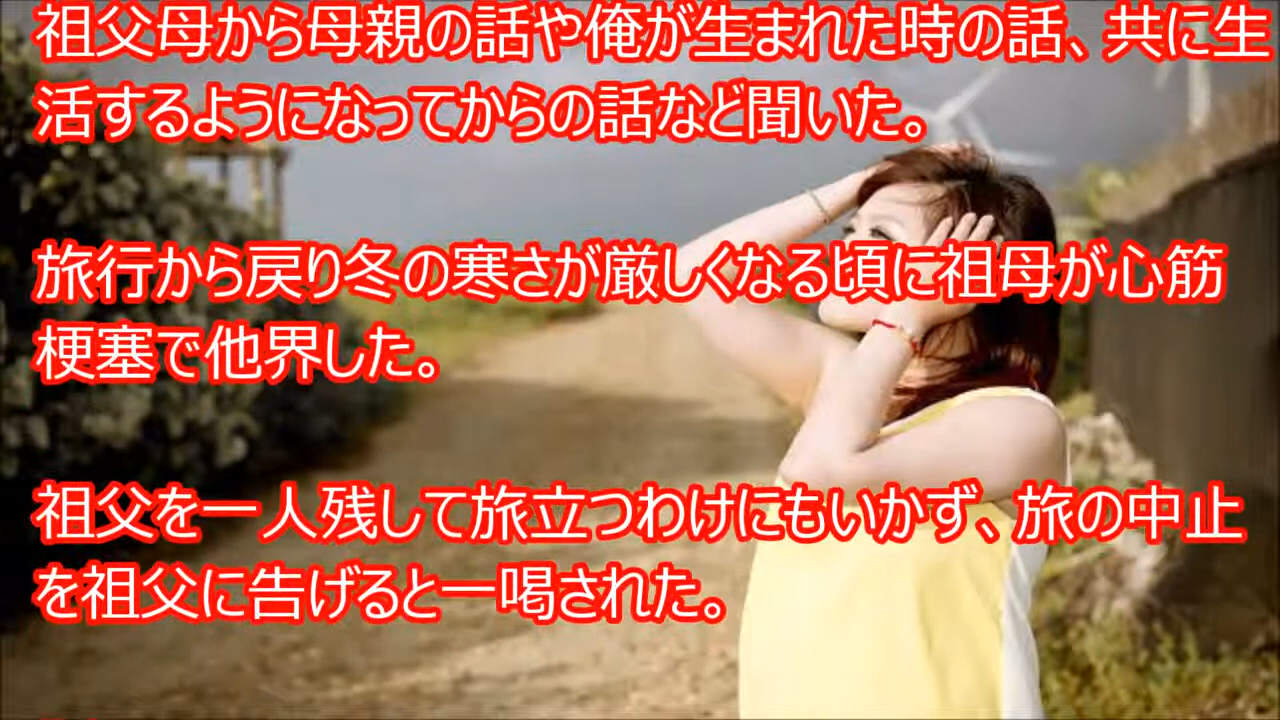 祖父母から母親の話や俺が生まれた時の話、共に生
活するようになってからの話など聞いた。
旅行から戻り冬の寒さが厳しくなる頃に祖母が心筋
梗塞で他界した。
祖父を一人残して旅立つわけにもいかず、旅の中止
を祖父に告げると一喝された。